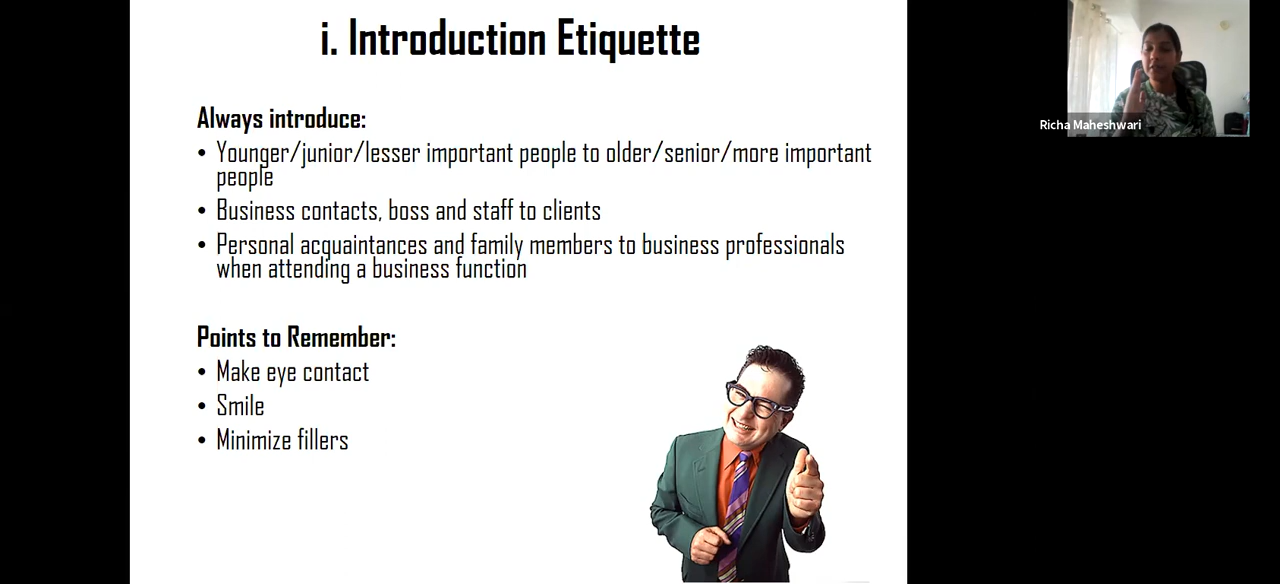 i. Introduction Etiquette
Always introduce:
• Younger/junior/lesser important people to older/senior/more important
people
• Business contacts, boss and staff to clients
• Personal acquaintances and family members to business professionals
when attending a business function
Points to Remember:
• Make eye contact
• Smile
• Minimize fillers
Richa Maheshwari